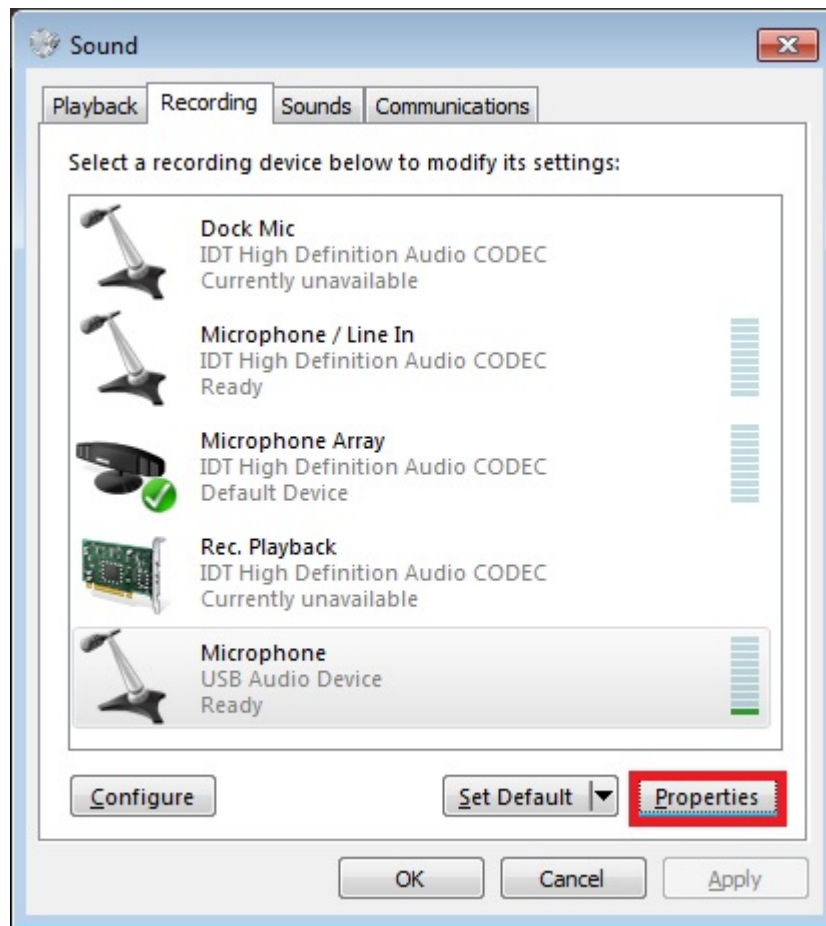 Sound
Playback Recording Sounds Communications
Select a recording device below to modify its settings:
Dock Mic
IDT High Definition Audio CODEC
Currently unavailable
Microphone / Line In
IDT High Definition Audio CODEC
Ready
Microphone Array
IDT High Definition Audio CODEC
Default Device
Rec. Playback
IDT High Definition Audio CODEC
Currently unavailable
Microphone
USB Audio Device
Ready
Configure Set Default Properties
OK Cancel Apply